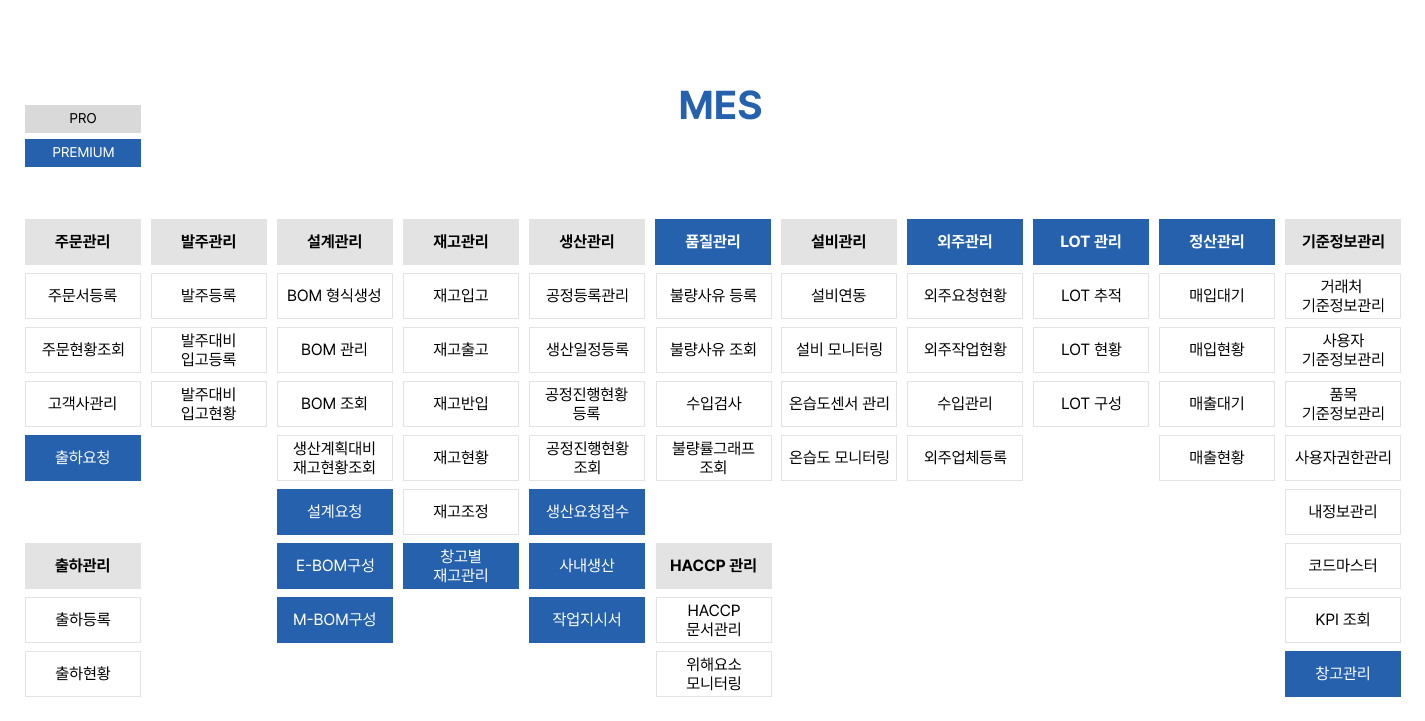 MES
PRO
PREMIUM
주문관리
주문서등록
주문현황조회
고객사관리
출하요청
출하관리
출하등록
출하현황
발주관리
발주등록
발주대비
입고등록
발주대비
입고현황
설계관리
BOM 형식생성
BOM 관리
BOM 조회
생산계획대비
재고현황조회
설계요청
E-BOM구성
M-BOM구성
재고관리
재고입고
재고출고
재고반입
재고현황
재고조정
창고별
재고관리
생산관리
공정등록관리
생산일정등록
공정진행현황
등록
공정진행현황
조회
생산요청접수
사내생산
작업지시서
품질관리
불량사유 등록
불량사유 조회
수입검사
불량률그래프
조회
HACCP 관리
HACCP
문서관리
위해요소
모니터링
설비관리
설비연동
설비 모니터링
온습도센서 관리
온습도 모니터링
외주관리
외주요청현황
외주작업현황
수입관리
외주업체등록
LOT 관리
LOT 추적
LOT 현황
LOT 구성
정산관리
매입대기
매입현황
매출대기
매출현황
기준정보관리
거래처
기준정보관리
사용자
기준정보관리
품목
기준정보관리
사용자권한관리
내정보관리
코드마스터
KPI 조회
창고관리